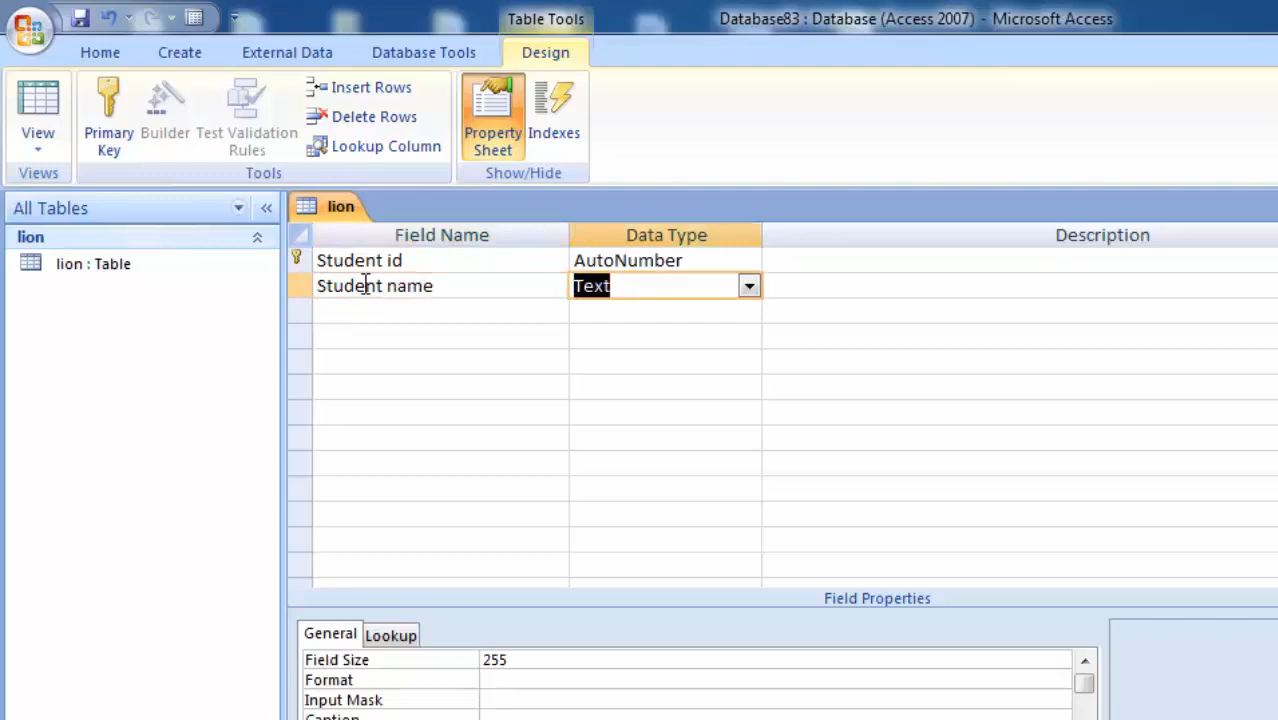 Table Tools
Database83 : Database (Access 2007) - Microsoft Access
Home
Create
External Data
Database Tools
Design
View
Primary Key
Builder
Test Validation Rules
Insert Rows
Delete Rows
Lookup Column
Property Sheet
Indexes
Views
Tools
Show/Hide
All Tables
lion
lion
lion : Table
Field Name
Data Type
Description
Student id
AutoNumber
Student name
Text
Field Properties
General
Lookup
Field Size
255
Format
Input Mask
Caption